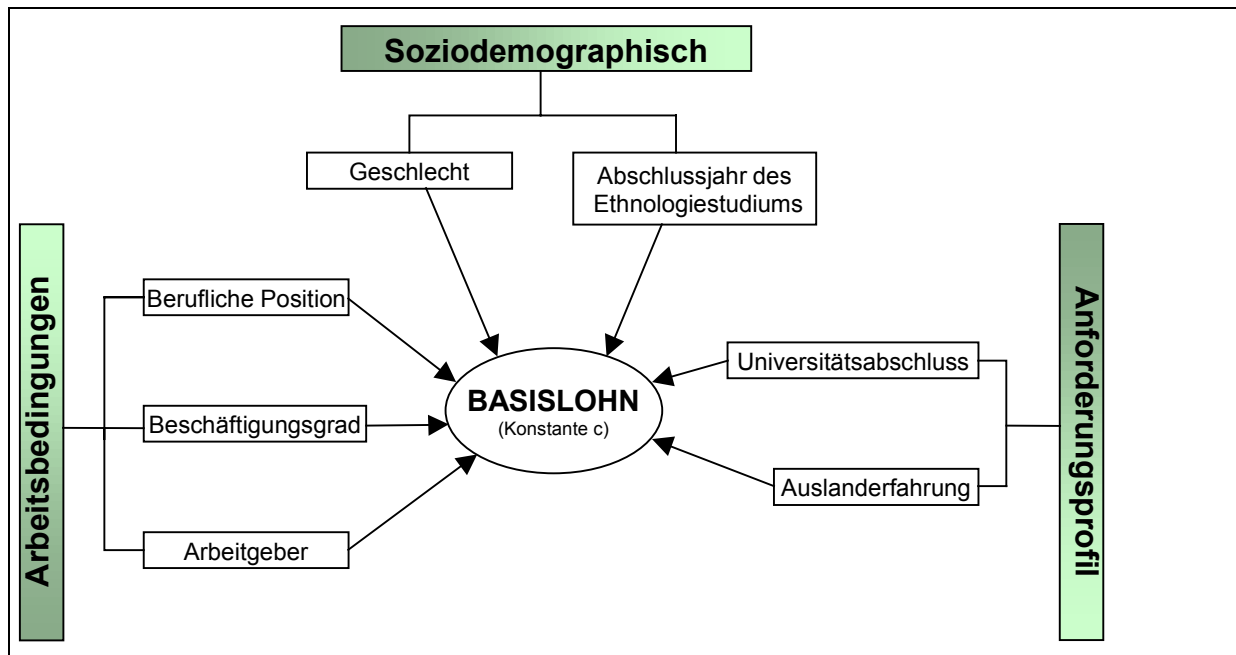 Soziodemographisch
Geschlecht
Abschlussjahr des
Ethnologiestudiums
Arbeitsbedingungen
Berufliche Position
Beschäftigungsgrad
Arbeitgeber
BASISLOHN
(Konstante c)
Universitätsabschluss
Auslanderfahrung
Anforderungsprofil